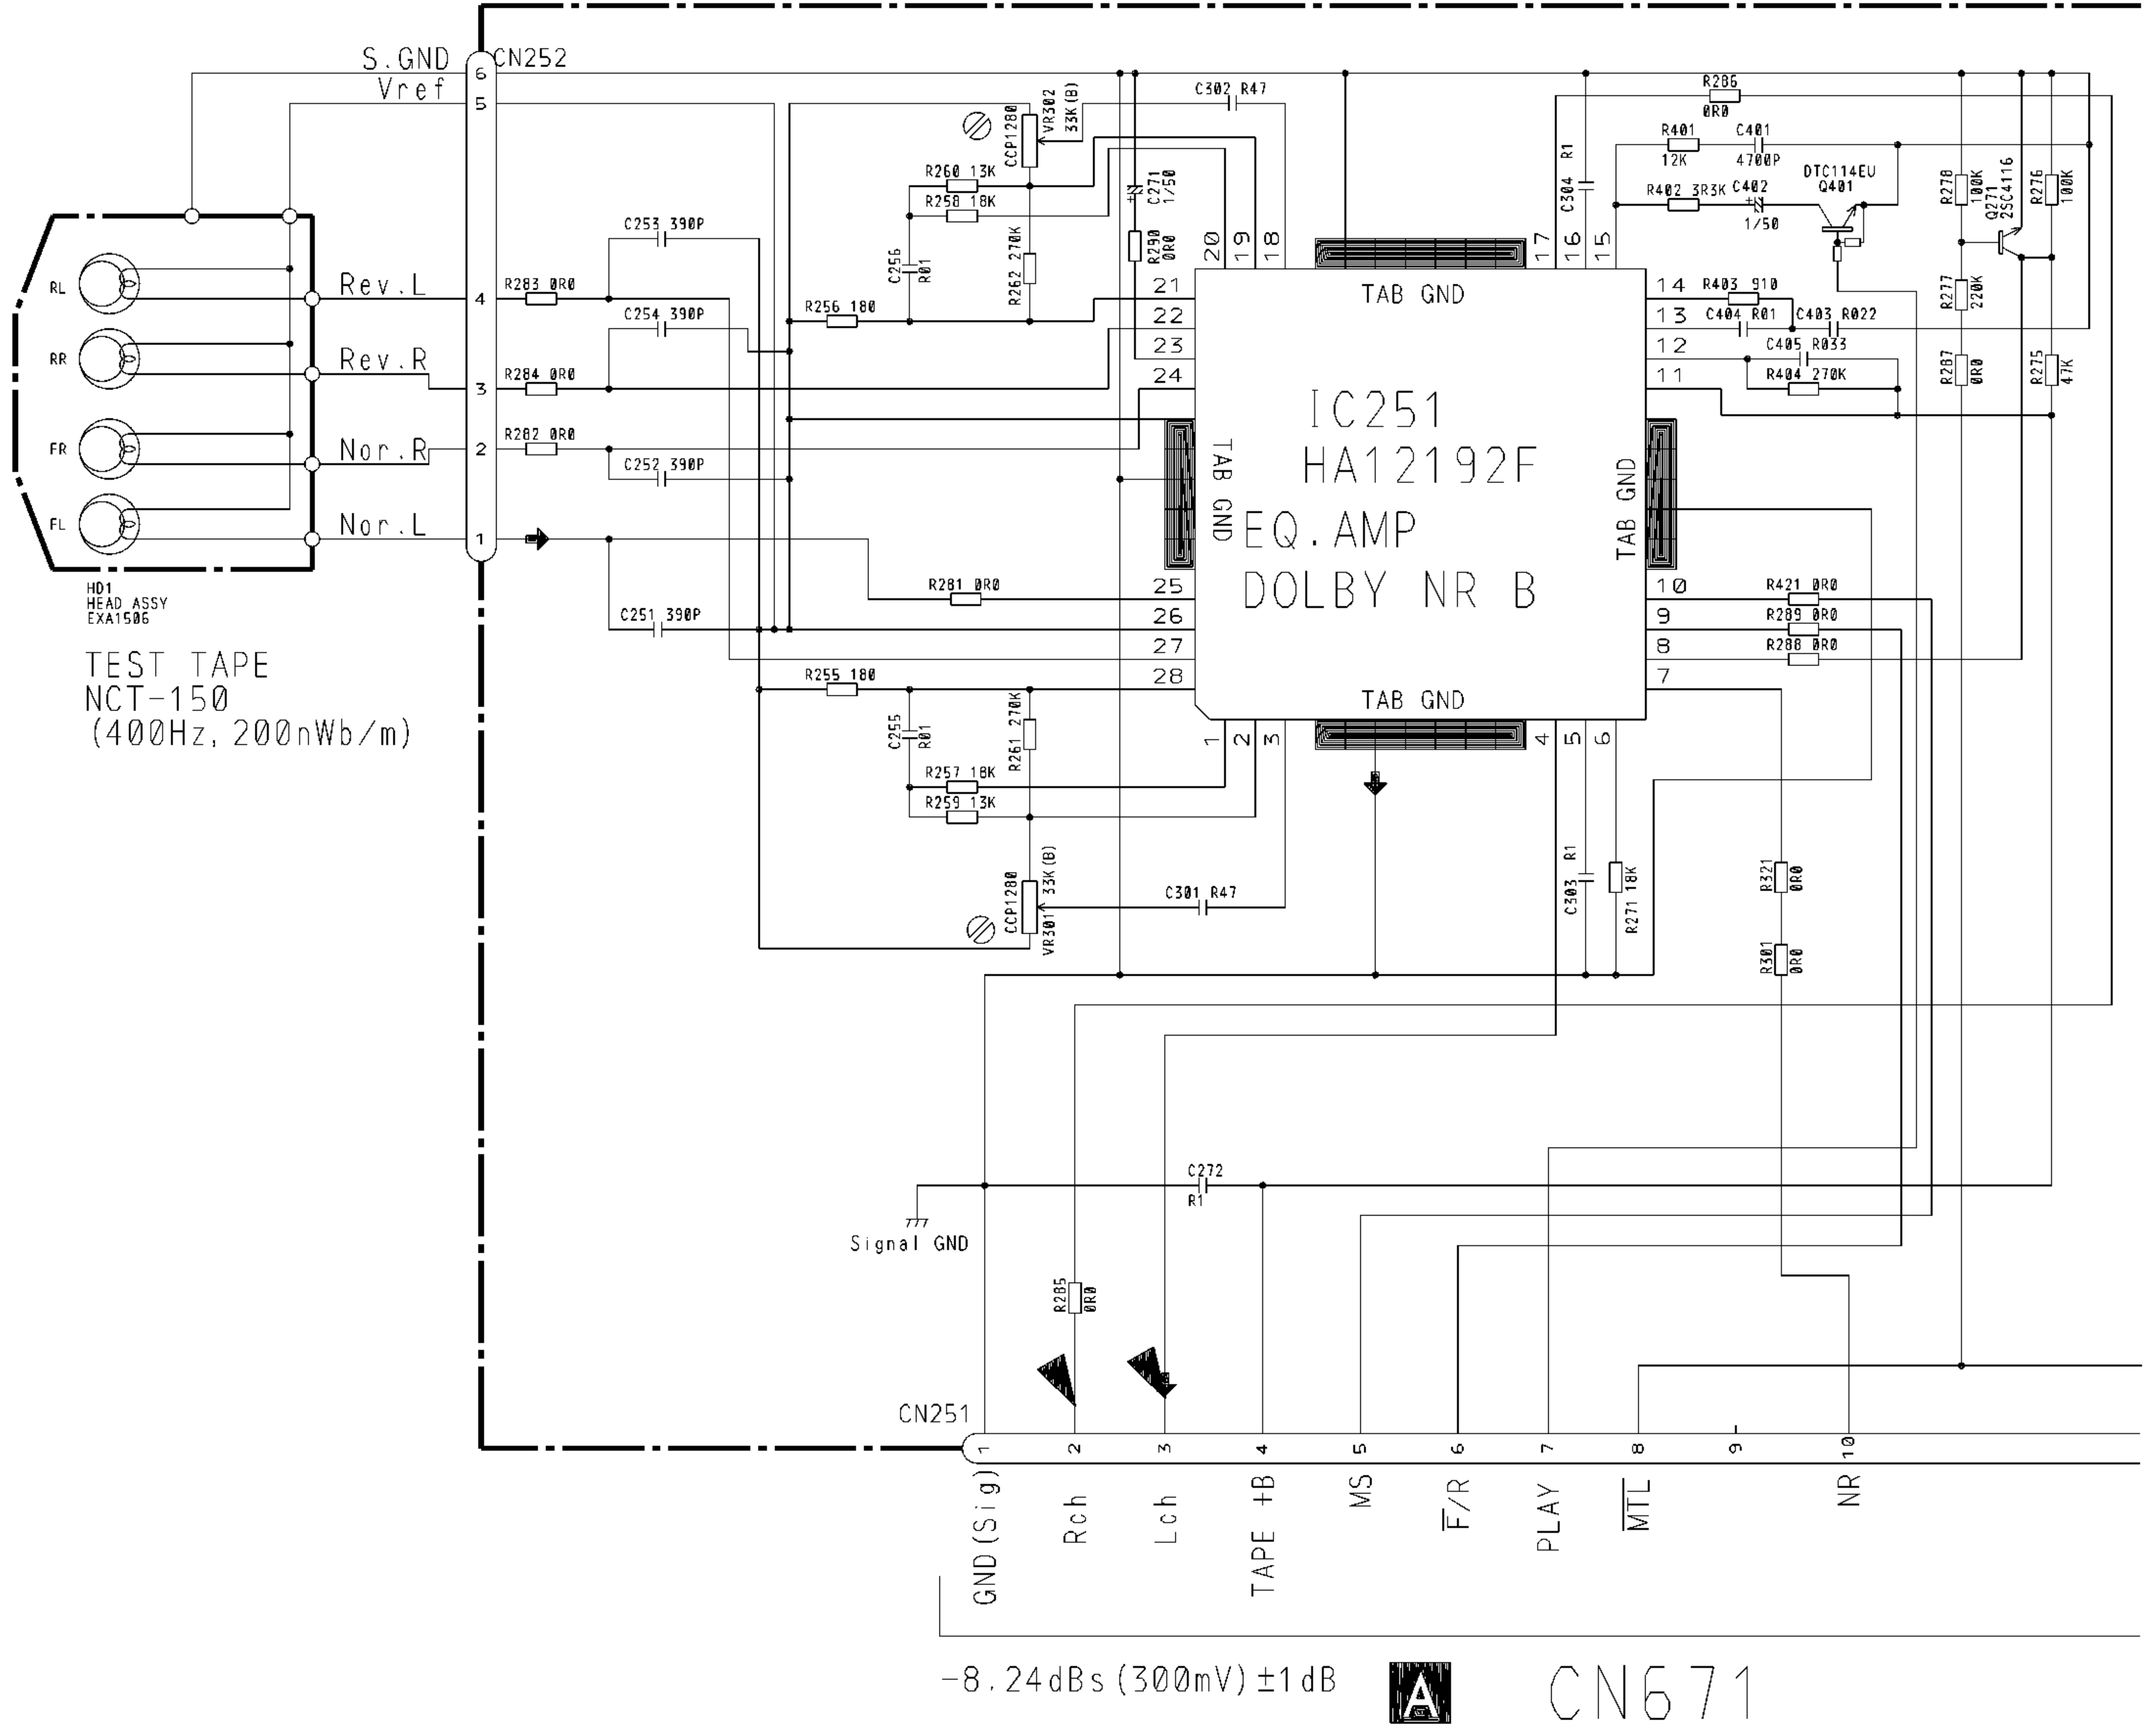 S.GND
Vref
CN252
6
5
4
3
2
1
RL
RR
FR
FL
Rev.L
Rev.R
Nor.R
Nor.L
HD1
HEAD ASSY
EXA1506
TEST TAPE
NCT-150
(400Hz, 200nWb/m)
R283 0R0
R284 0R0
R282 0R0
C253 390P
C254 390P
C252 390P
C251 390P
R281 0R0
R256 180
R255 180
R260 13K
R258 18K
C256
R01
R262 270K
CCP1280
VR302
33K(B)
C302 R47
C271
1/50
R290
0R0
C255
R01
R261 270K
R257 18K
R259 13K
CCP1280
VR301 33K(B)
C301 R47
20
19
18
17
16
15
21
22
23
24
25
26
27
28
14
13
12
11
10
9
8
7
1
2
3
4
5
6
TAB GND
TAB GND
TAB GND
TAB GND
IC251
HA12192F
EQ.AMP
DOLBY NR B
C304 R1
R286
0R0
R401
12K
C401
4700P
R402 3R3K
C402
1/50
DTC114EU
Q401
R403 910
C404 R01
C403 R022
C405 R033
R404 270K
R278
100K
Q271
2SC4116
R276
100K
R277
220K
R287
0R0
R275
47K
R421 0R0
R289 0R0
R288 0R0
C303 R1
R271 18K
R321
0R0
R301
0R0
C272
R1
Signal GND
R285
0R0
CN251
1
2
3
4
5
6
7
8
9
10
GND(Sig)
Rch
Lch
TAPE +B
MS
F/R
PLAY
MTL
NR
-8.24dBs(300mV)±1dB
A
CN671